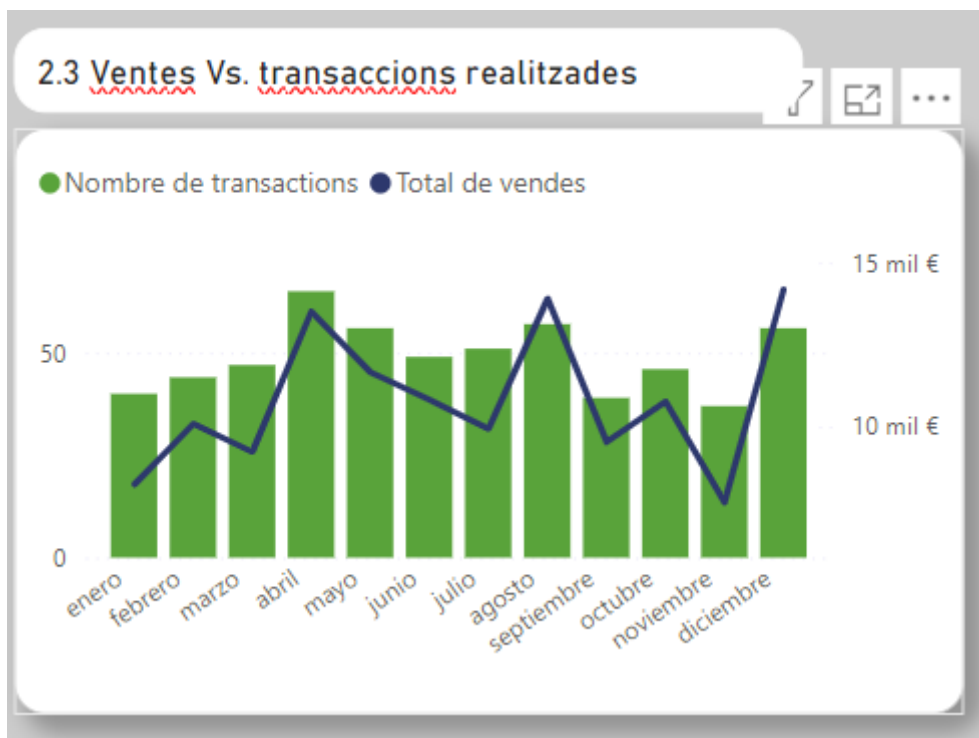 2.3 Ventes Vs. transaccions realitzades
Nombre de transactions Total de vendes
15 mil €
50
10 mil €
0
enero febrero marzo abril mayo junio julio agosto septiembre octubre noviembre diciembre